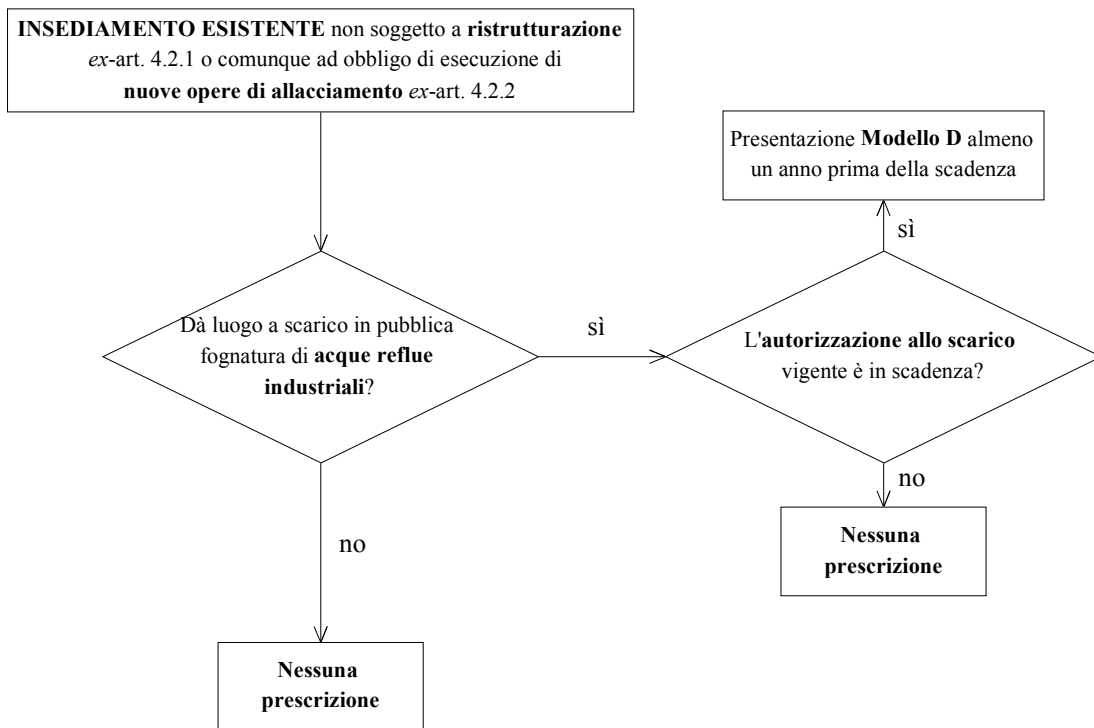 INSEDIAMENTO ESISTENTE non soggetto a ristrutturazione
ex-art. 4.2.1 o comunque ad obbligo di esecuzione di
nuove opere di allacciamento ex-art. 4.2.2
Presentazione Modello D almeno
un anno prima della scadenza
sì
Dà luogo a scarico in pubblica
fognatura di acque reflue
industriali?
sì
L'autorizzazione allo scarico
vigente è in scadenza?
no
Nessuna
prescrizione
no
Nessuna
prescrizione